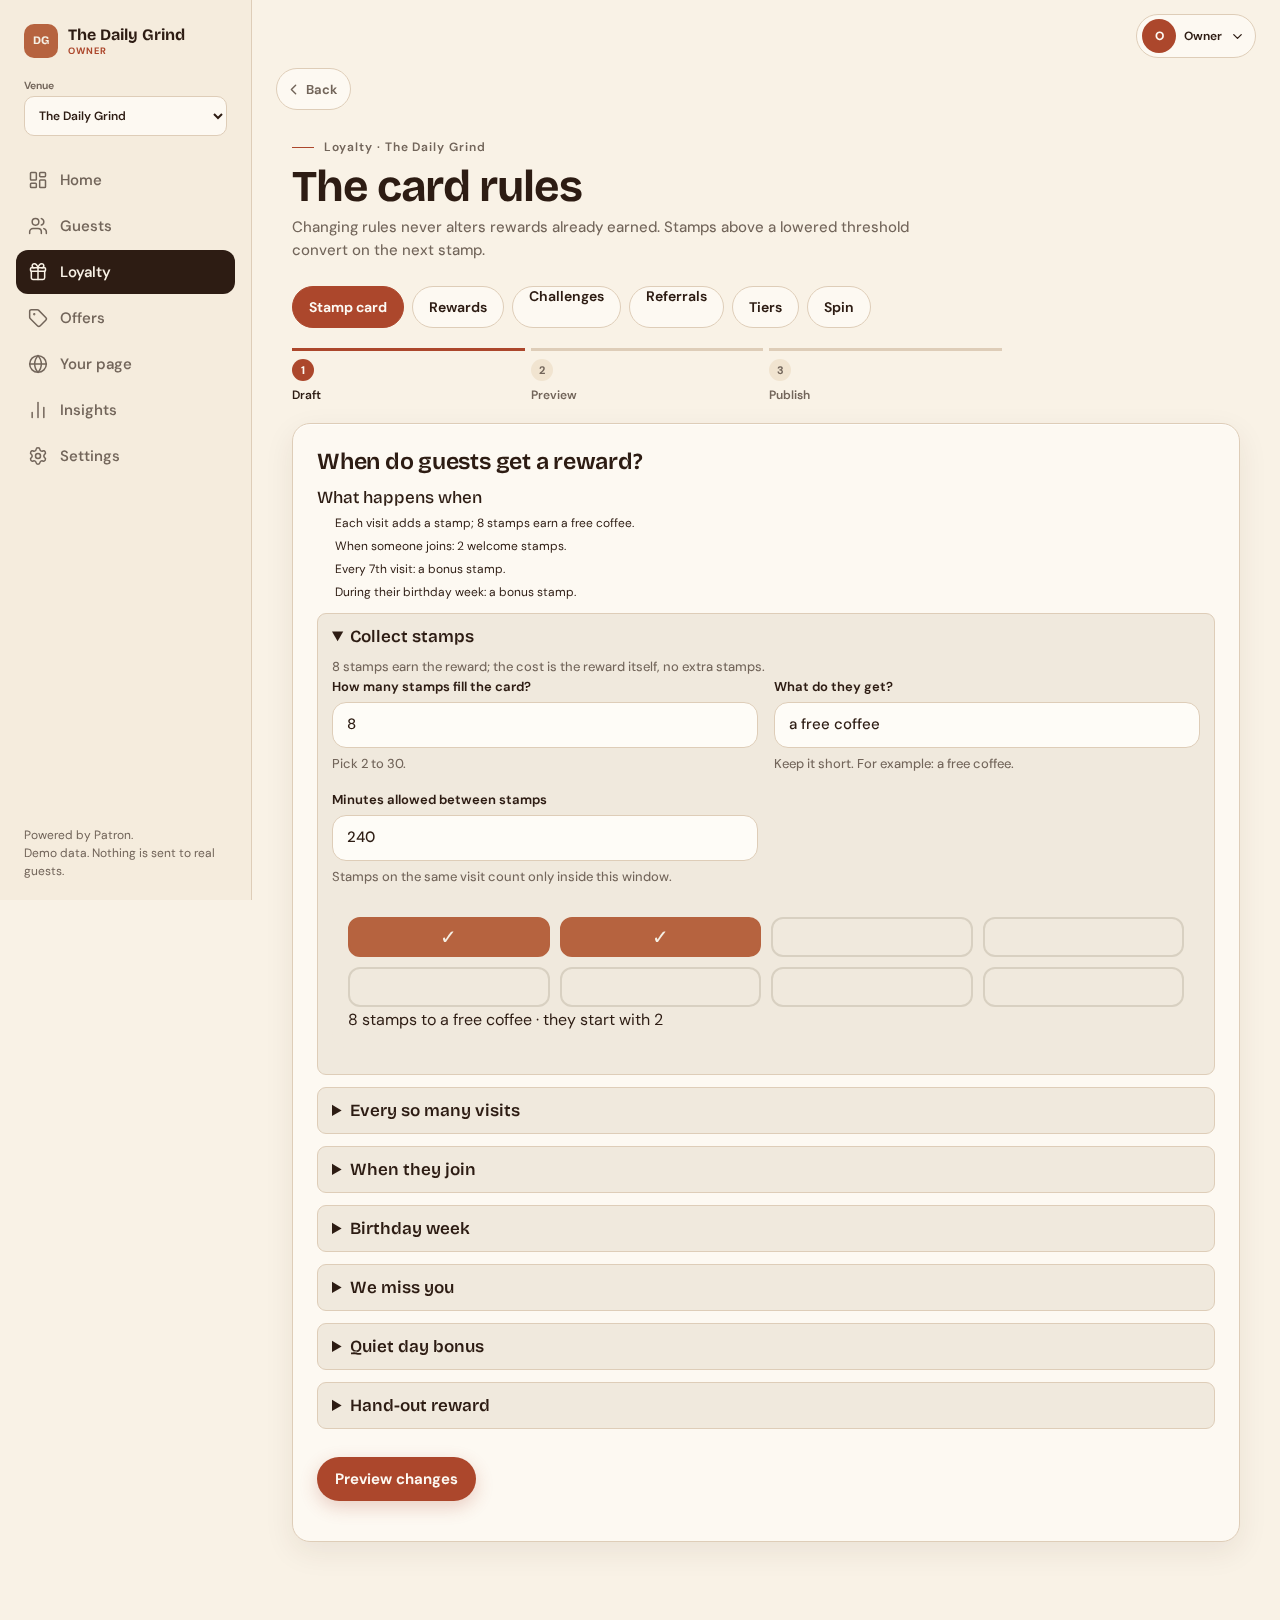 DG
The Daily Grind
OWNER
Venue
The Daily Grind
Home
Guests
Loyalty
Offers
Your page
Insights
Settings
Powered by Patron.
Demo data. Nothing is sent to real
guests.
O
Owner
Back
Loyalty · The Daily Grind
The card rules
Changing rules never alters rewards already earned. Stamps above a lowered threshold
convert on the next stamp.
Stamp card
Rewards
Challenges
Referrals
Tiers
Spin
1
Draft
2
Preview
3
Publish
When do guests get a reward?
What happens when
Each visit adds a stamp; 8 stamps earn a free coffee.
When someone joins: 2 welcome stamps.
Every 7th visit: a bonus stamp.
During their birthday week: a bonus stamp.
Collect stamps
8 stamps earn the reward; the cost is the reward itself, no extra stamps.
How many stamps fill the card?
8
Pick 2 to 30.
What do they get?
a free coffee
Keep it short. For example: a free coffee.
Minutes allowed between stamps
240
Stamps on the same visit count only inside this window.
✓
✓
8 stamps to a free coffee · they start with 2
Every so many visits
When they join
Birthday week
We miss you
Quiet day bonus
Hand-out reward
Preview changes